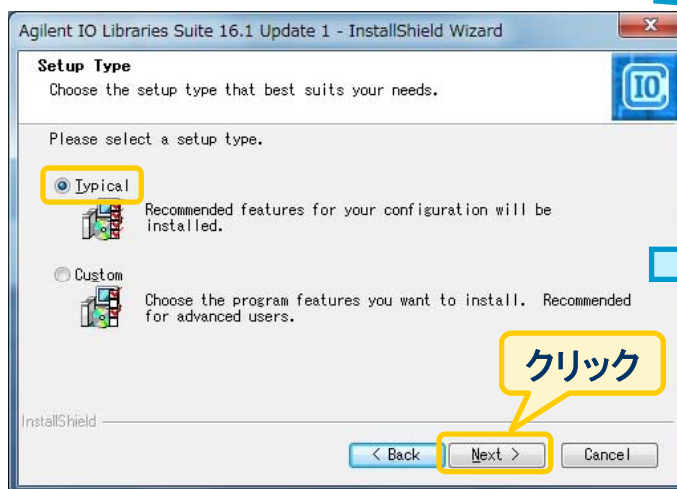 Agilent IO Libraries Suite 16.1 Update 1 - InstallShield Wizard
Setup Type
Choose the setup type that best suits your needs.
IO
Please select a setup type.
Typical
Recommended features for your configuration will be
installed.
Custom
Choose the program features you want to install. Recommended
for advanced users.
クリック
InstallShield
< Back
Next >
Cancel